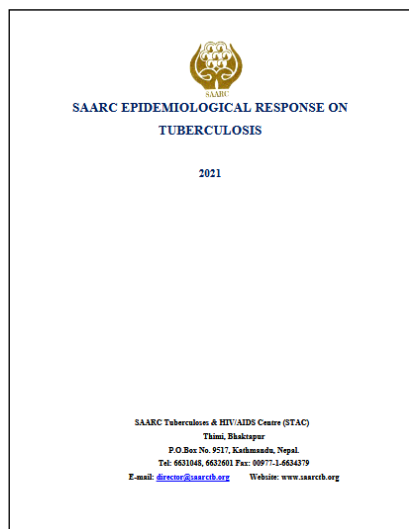 SAARC
SAARC EPIDEMIOLOGICAL RESPONSE ON
TUBERCULOSIS
2021
SAARC Tuberculoses & HIV/AIDS Centre (STAC)
Thimi, Bhaktapur
P.O.Box No. 9517, Kathmandu, Nepal.
Tel: 6631048, 6632601 Fax: 00977-1-6634379
E-mail: director@saarctb.org Website: www.saarctb.org